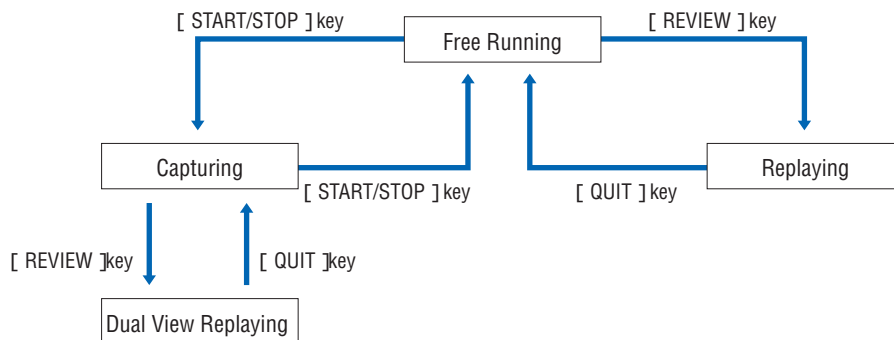 [ START/STOP ] key
Free Running
[ REVIEW ] key
Capturing
Replaying
[ START/STOP ] key
[ QUIT ] key
[ REVIEW ]key
[ QUIT ]key
Dual View Replaying